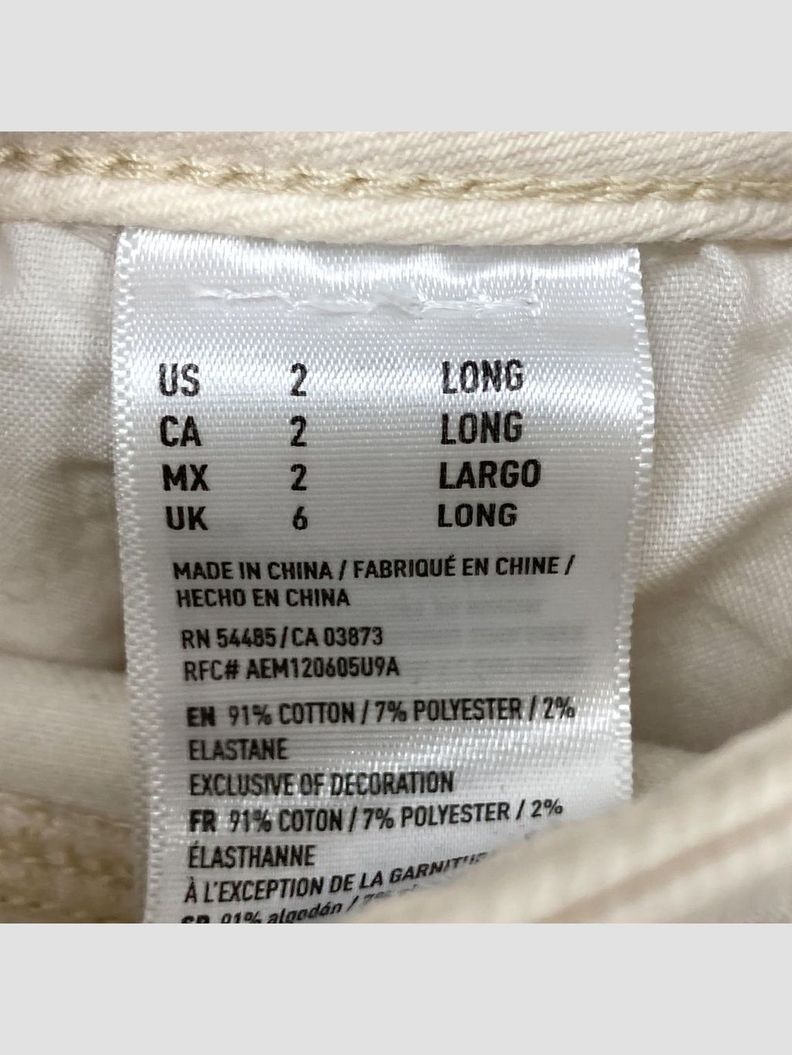 US 2 LONG
CA 2 LONG
MX 2 LARGO
UK 6 LONG
MADE IN CHINA / FABRIQUÉ EN CHINE /
HECHO EN CHINA
RN 54485/CA 03873
RFC# AEM120605U9A
EN 91% COTTON / 7% POLYESTER / 2%
ELASTANE
EXCLUSIVE OF DECORATION
FR 91% COTON / 7% POLYESTER / 2%
ÉLASTHANNE
À L'EXCEPTION DE LA
91% algodón /